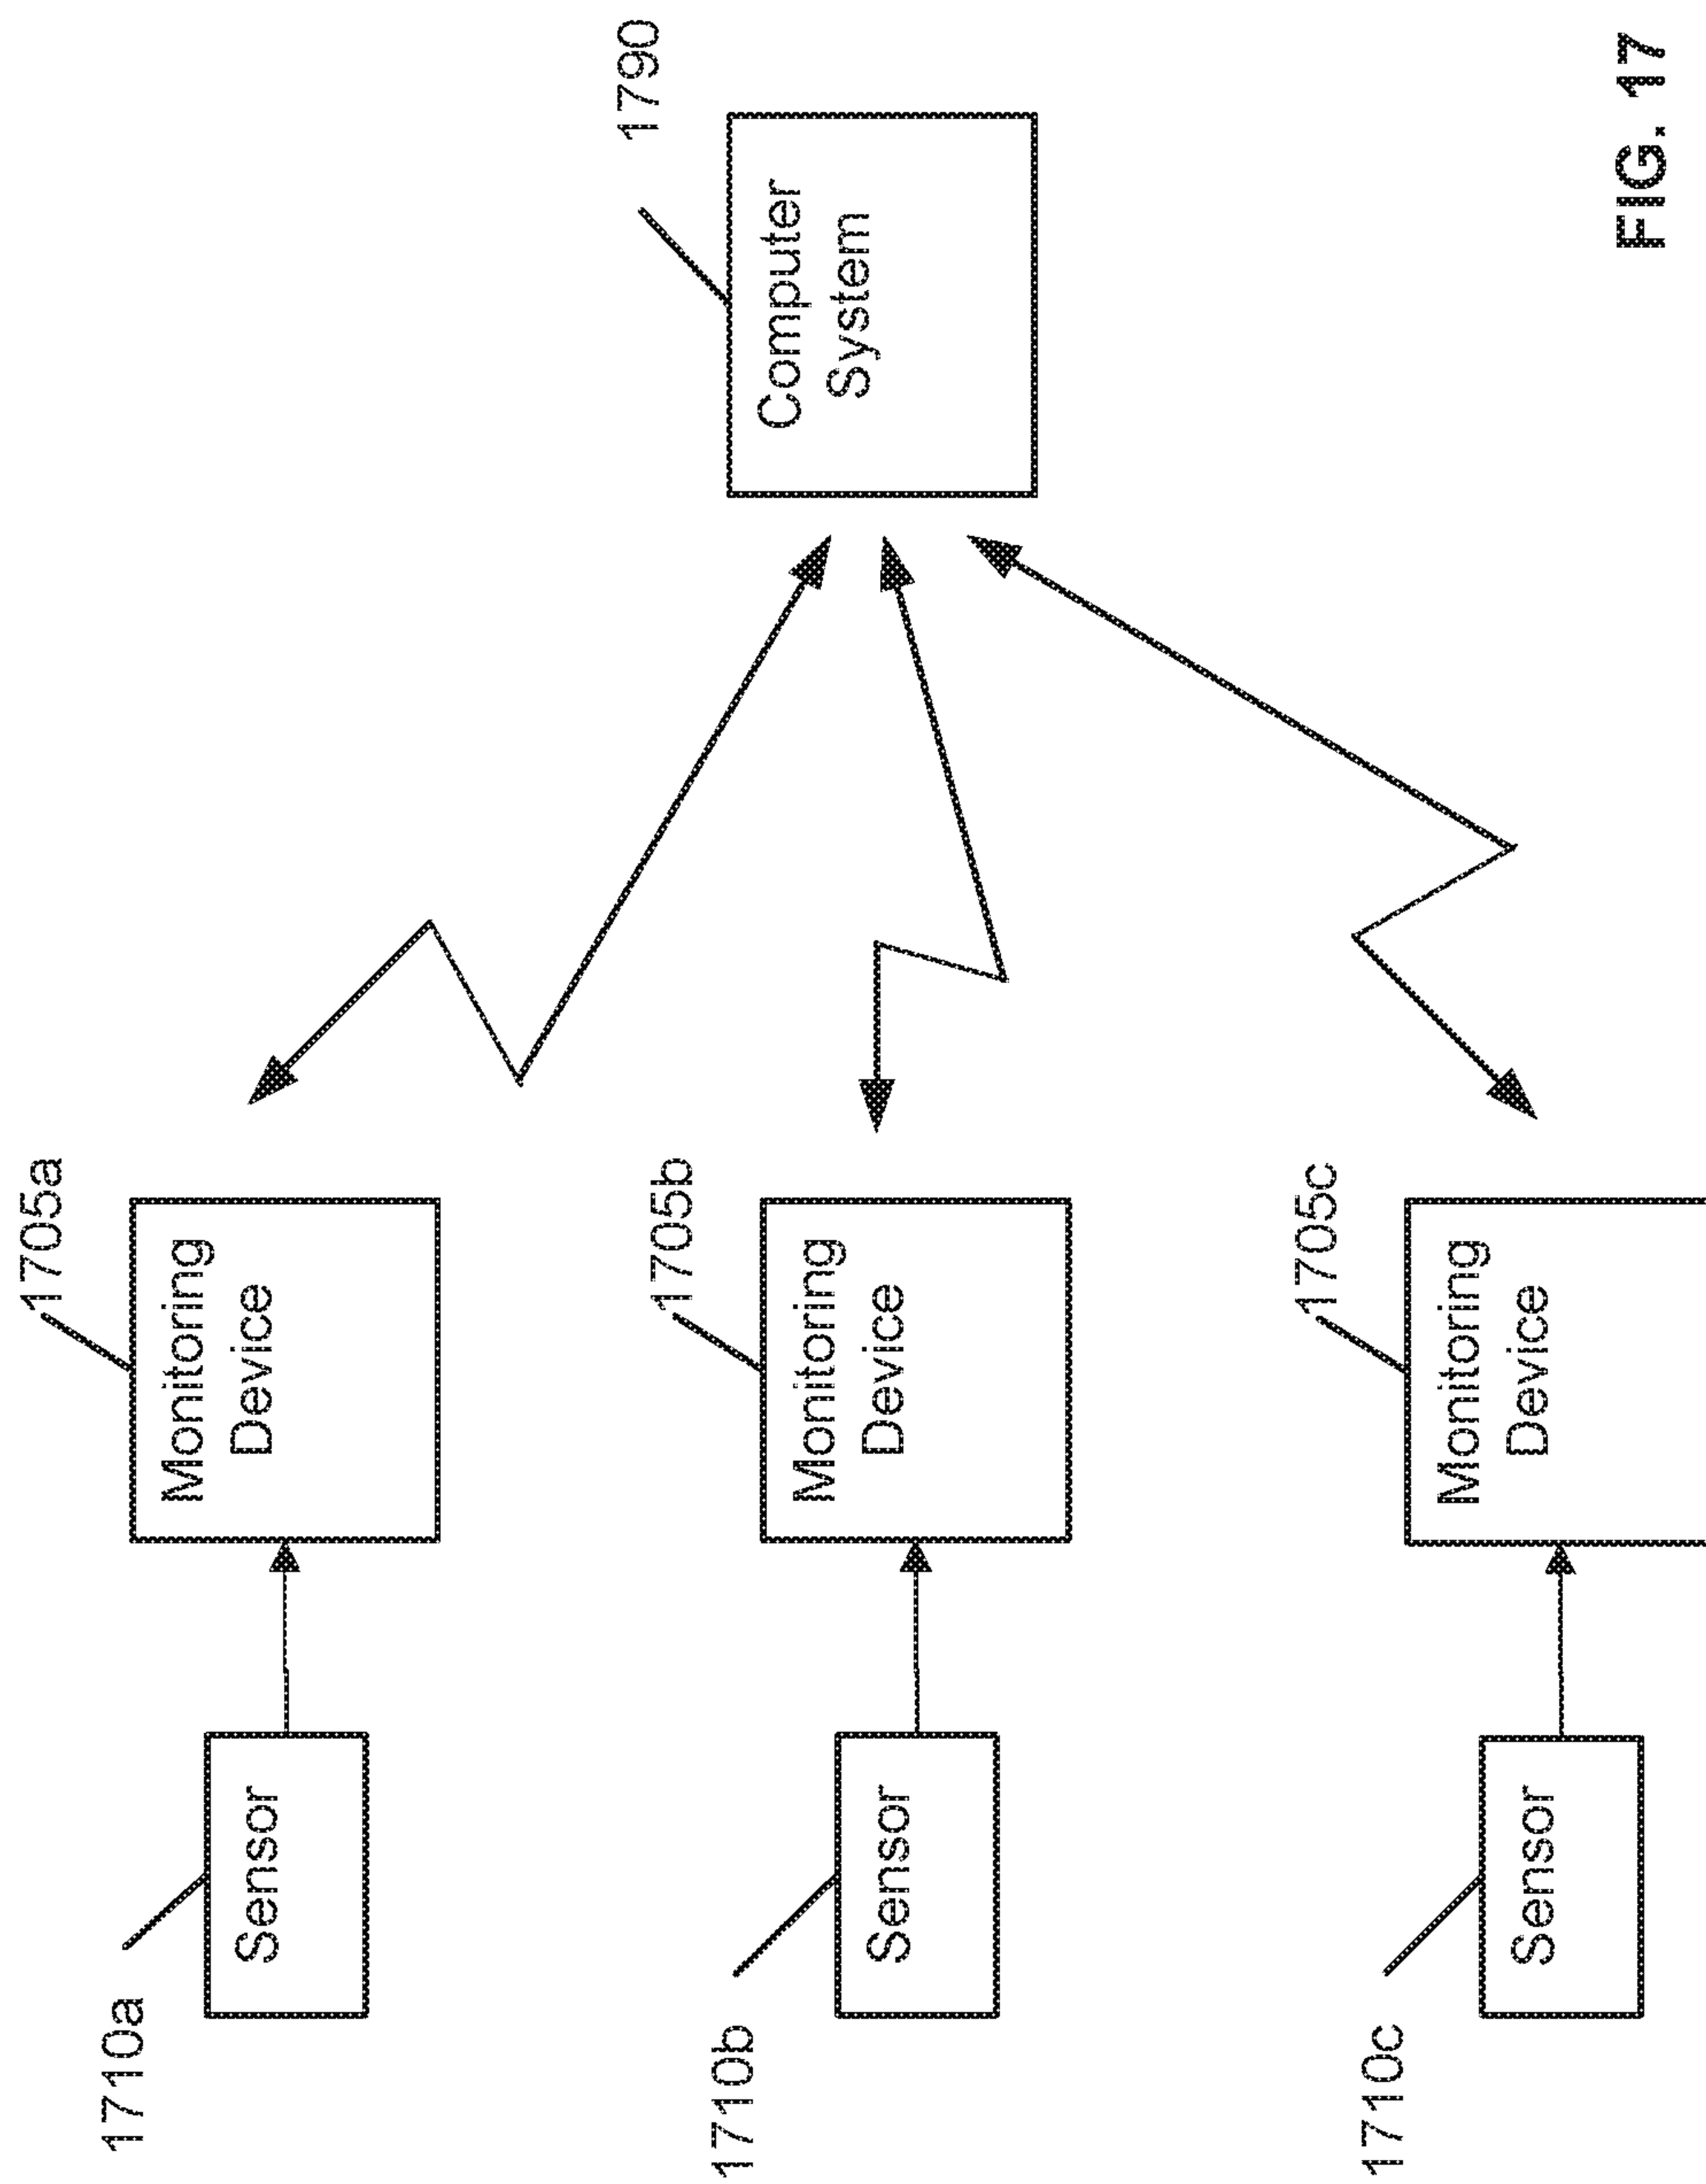 1710a
Sensor
1705a
Monitoring
Device
1710b
Sensor
1705b
Monitoring
Device
1710c
Sensor
1705c
Monitoring
Device
1790
Computer
System
FIG. 17